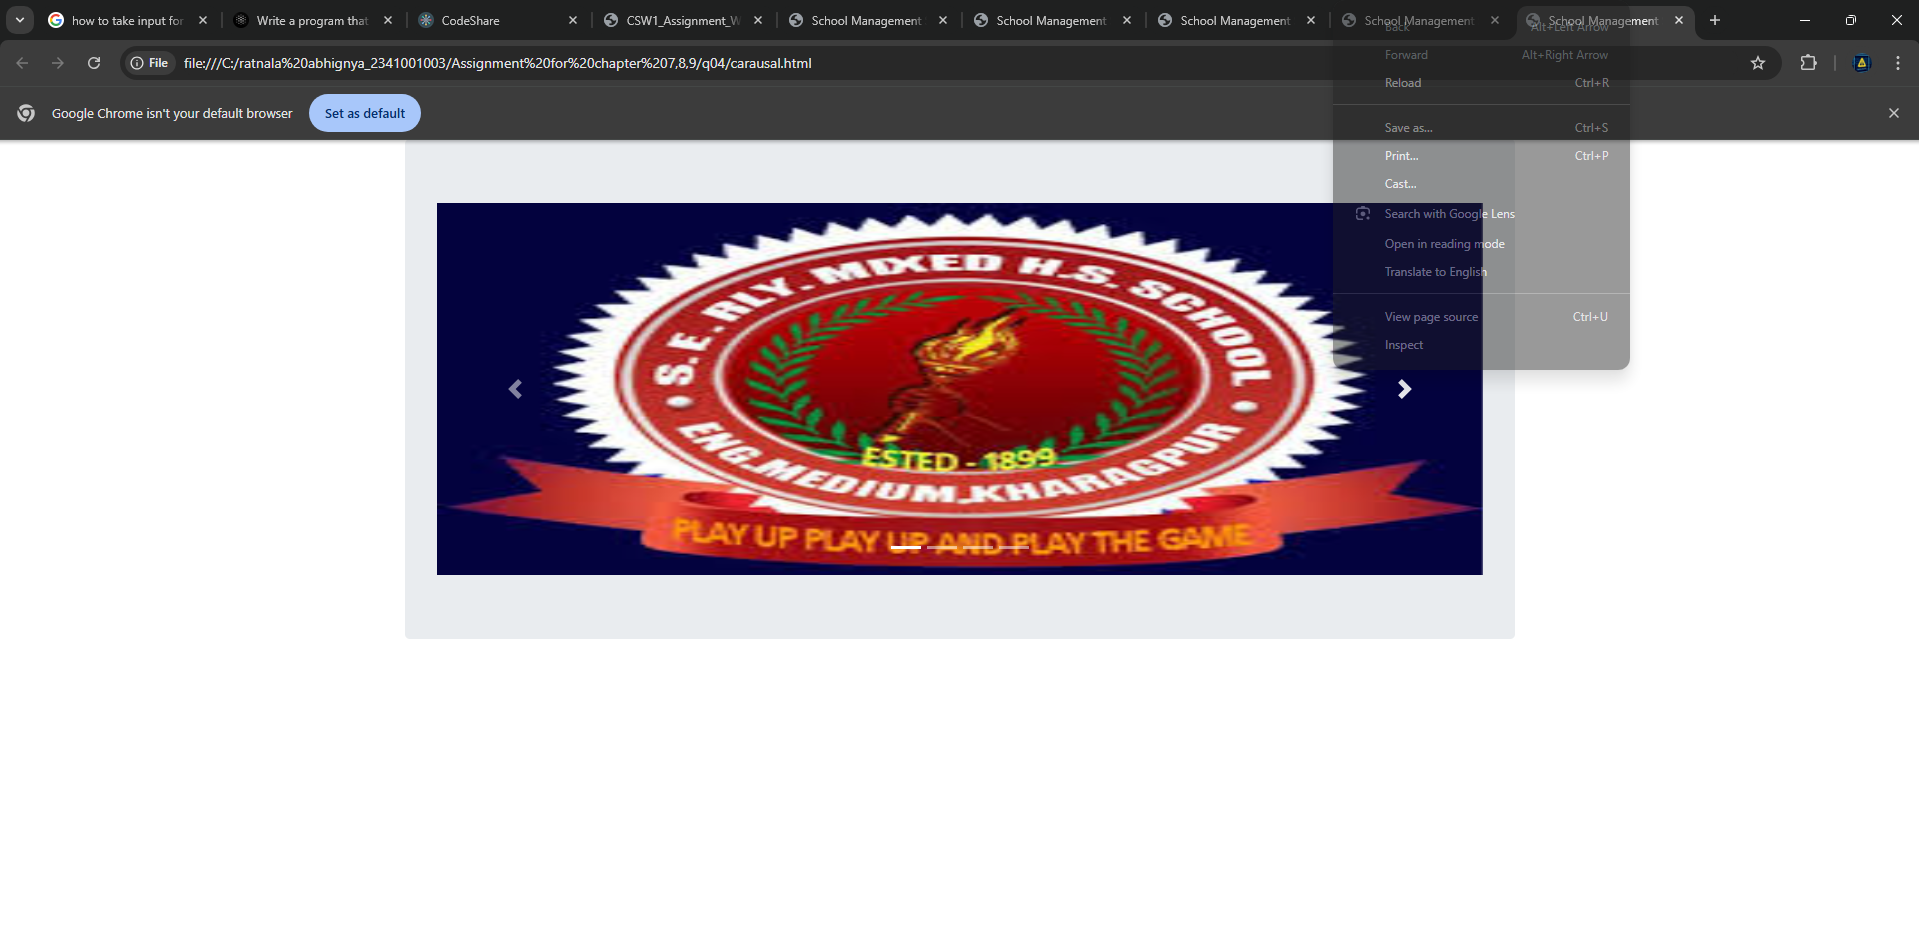 how to take input for
Write a program that
CodeShare
CSW1_Assignment_W
School Management
School Management
School Management
School Management
School Management
File
file:///C:/ratnala%20abhignya_2341001003/Assignment%20for%20chapter%207,8,9/q04/carausal.html
Google Chrome isn't your default browser
Set as default
Back Alt+Left Arrow
Forward Alt+Right Arrow
Reload Ctrl+R
Save as... Ctrl+S
Print... Ctrl+P
Cast...
Search with Google Lens
Open in reading mode
Translate to English
View page source Ctrl+U
Inspect
S.E. RLY. MIXED H.S. SCHOOL
ESTED - 1899
ENG.MEDIUM,KHARAGPUR
PLAY UP PLAY UP AND PLAY THE GAME